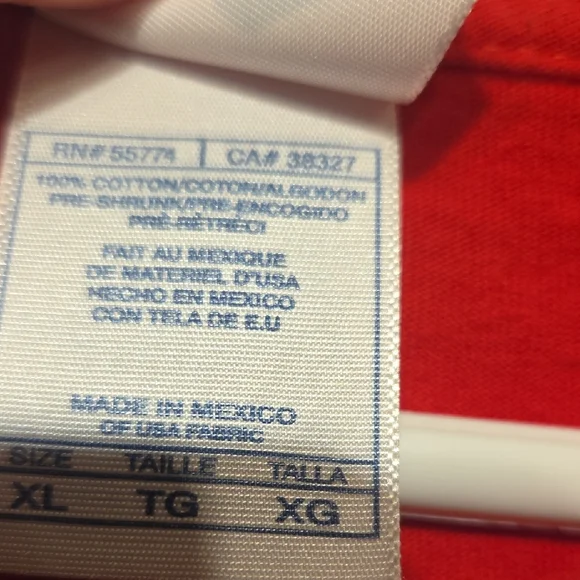 RN# 55774 | CA# 38327
100% COTTON/COTON/ALGODON
PRE-SHRUNK/PRE-ENCOGIDO
PRÉ-RÉTRÉCI
FAIT AU MEXIQUE
DE MATERIEL D'USA
HECHO EN MEXICO
CON TELA DE E.U
MADE IN MEXICO
OF USA FABRIC
SIZE TAILLE TALLA
XL TG XG